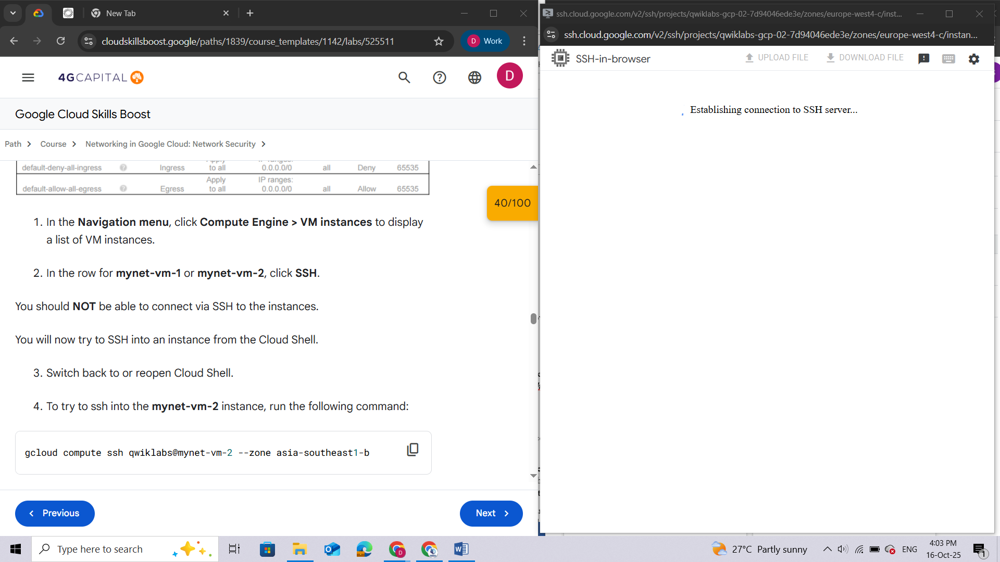 New Tab
cloudskillsboost.google/paths/1839/course_templates/1142/labs/525511
D Work
4GCAPITAL
D
Google Cloud Skills Boost
Path > Course > Networking in Google Cloud: Network Security >
default-deny-all-ingress Ingress to all 0.0.0.0/0 all Deny 65535
Apply IP ranges:
default-allow-all-egress Egress to all 0.0.0.0/0 all Allow 65535
40/100
1. In the Navigation menu, click Compute Engine > VM instances to display
a list of VM instances.
2. In the row for mynet-vm-1 or mynet-vm-2, click SSH.
You should NOT be able to connect via SSH to the instances.
You will now try to SSH into an instance from the Cloud Shell.
3. Switch back to or reopen Cloud Shell.
4. To try to ssh into the mynet-vm-2 instance, run the following command:
gcloud compute ssh qwiklabs@mynet-vm-2 --zone asia-southeast1-b
Previous
Next
ssh.cloud.google.com/v2/ssh/projects/qwiklabs-gcp-02-7d94046ede3e/zones/europe-west4-c/inst...
ssh.cloud.google.com/v2/ssh/projects/qwiklabs-gcp-02-7d94046ede3e/zones/europe-west4-c/instan...
SSH-in-browser
UPLOAD FILE
DOWNLOAD FILE
Establishing connection to SSH server...
Type here to search
27°C Partly sunny
ENG
4:03 PM
16-Oct-25
1